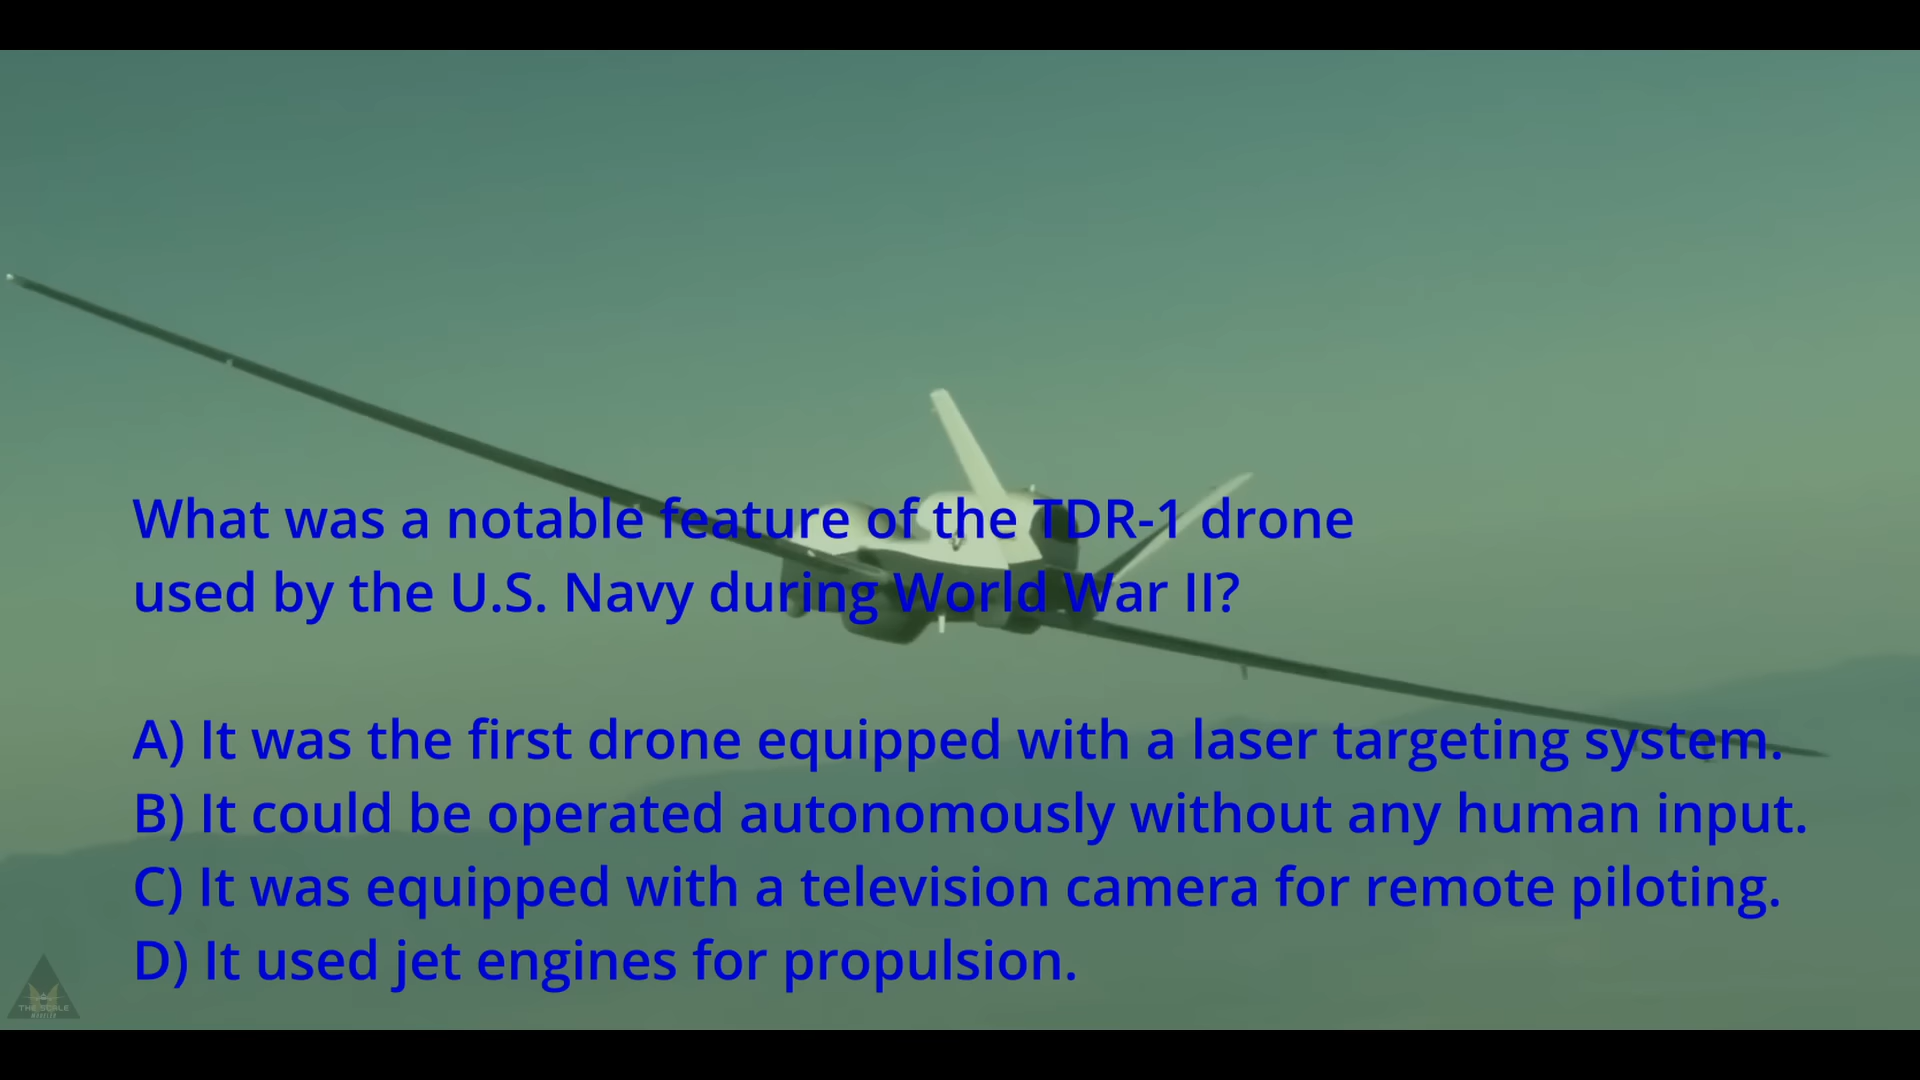 What was a notable feature of the TDR-1 drone
used by the U.S. Navy during World War II?
A) It was the first drone equipped with a laser targeting system.
B) It could be operated autonomously without any human input.
C) It was equipped with a television camera for remote piloting.
D) It used jet engines for propulsion.
THE SCALE